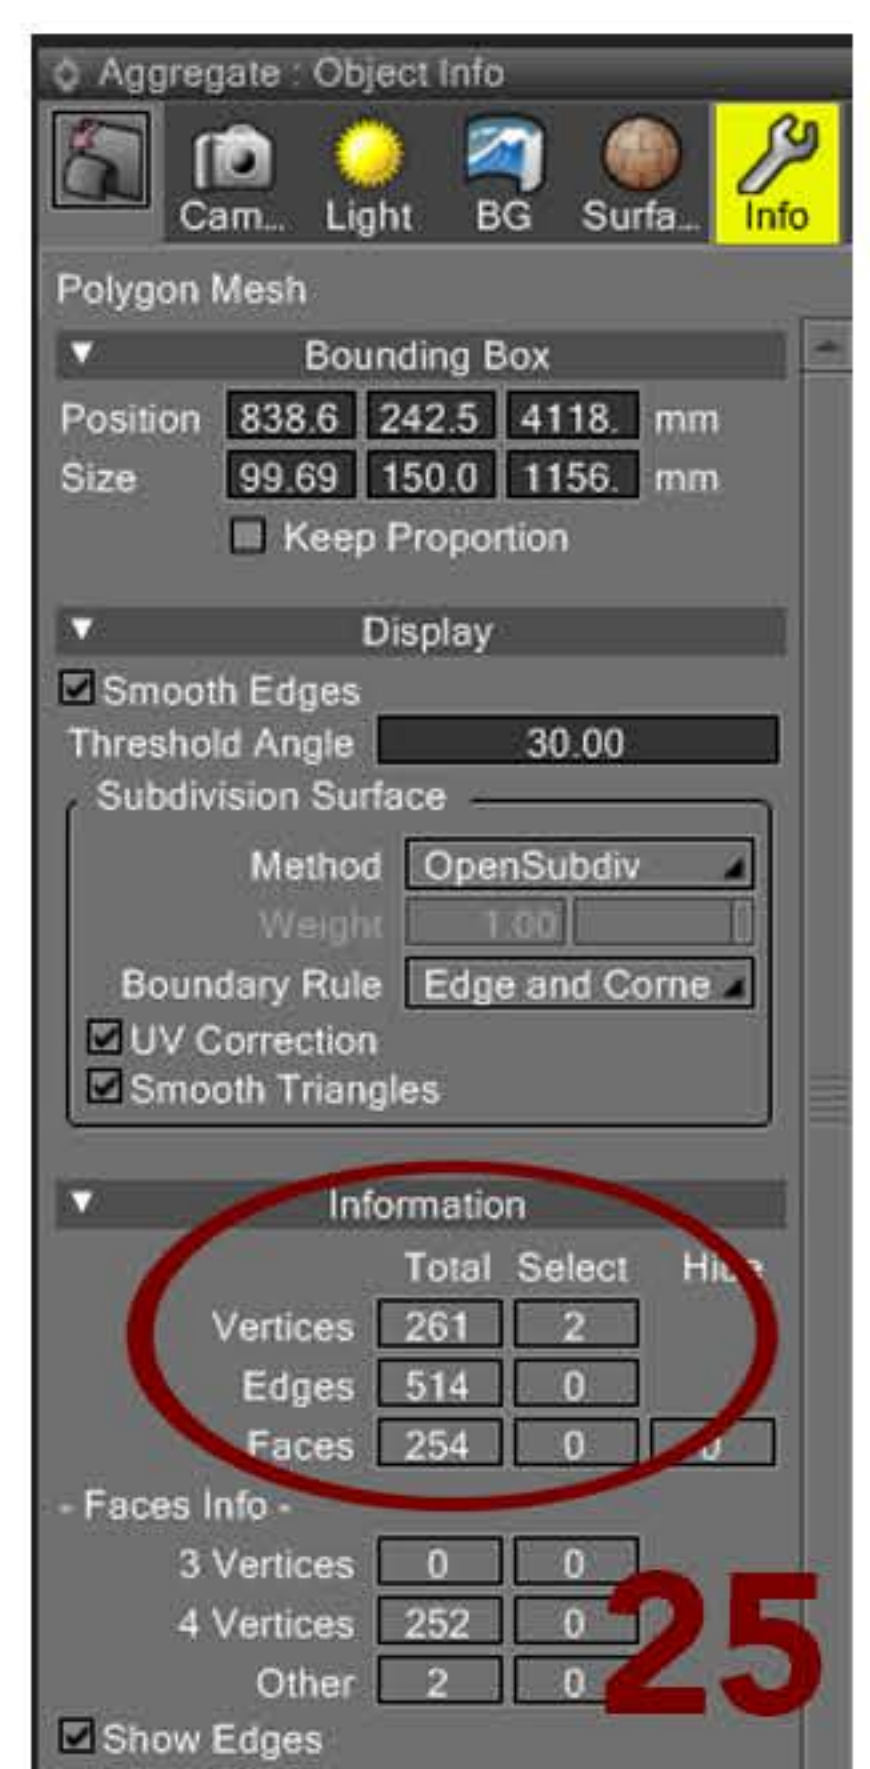 Aggregate : Object Info
Cam... Light BG Surfa... Info
Polygon Mesh
Bounding Box
Position 838.6 242.5 4118. mm
Size 99.69 150.0 1156. mm
Keep Proportion
Display
Smooth Edges
Threshold Angle 30.00
Subdivision Surface
Method OpenSubdiv
Weight 1.00
Boundary Rule Edge and Corne
UV Correction
Smooth Triangles
Information
Total Select Hide
Vertices 261 2
Edges 514 0
Faces 254 0 0
- Faces Info -
3 Vertices 0 0
4 Vertices 252 0
Other 2 0
25
Show Edges